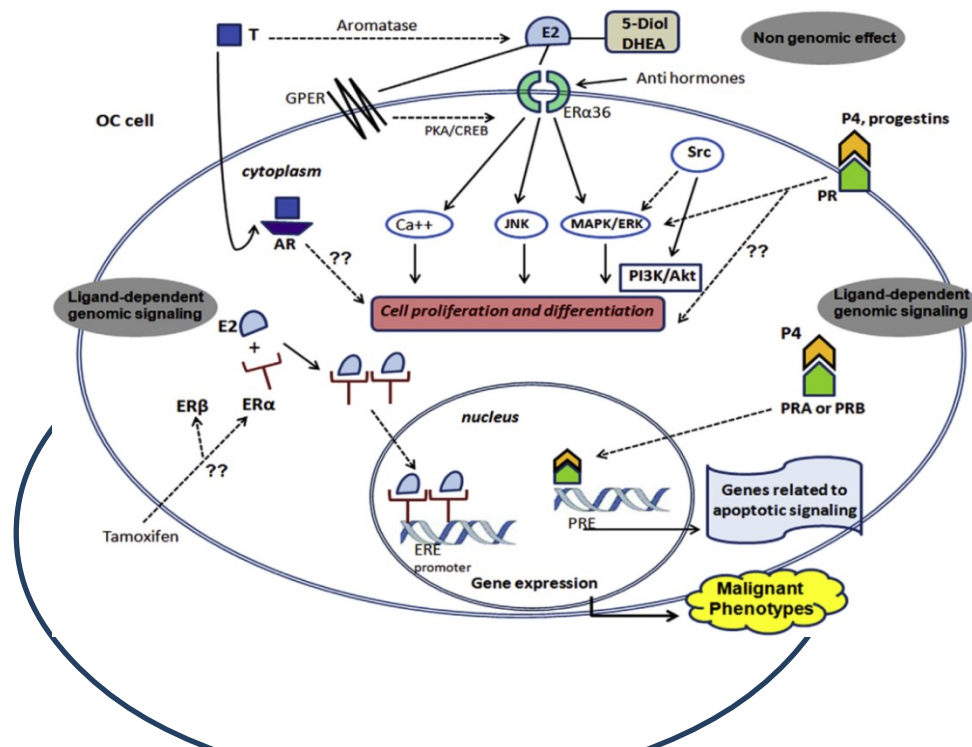 T
Aromatase
E2
5-Diol
DHEA
Non genomic effect
GPER
Anti hormones
ERα36
OC cell
PKA/CREB
P4, progestins
Src
cytoplasm
PR
AR
Ca++
JNK
MAPK/ERK
??
??
PI3K/Akt
Ligand-dependent
genomic signaling
Cell proliferation and differentiation
Ligand-dependent
genomic signaling
E2
+
P4
ERβ
ERα
PRA or PRB
nucleus
??
Tamoxifen
Genes related to
apoptotic signaling
PRE
ERE
promoter
Gene expression
Malignant
Phenotypes